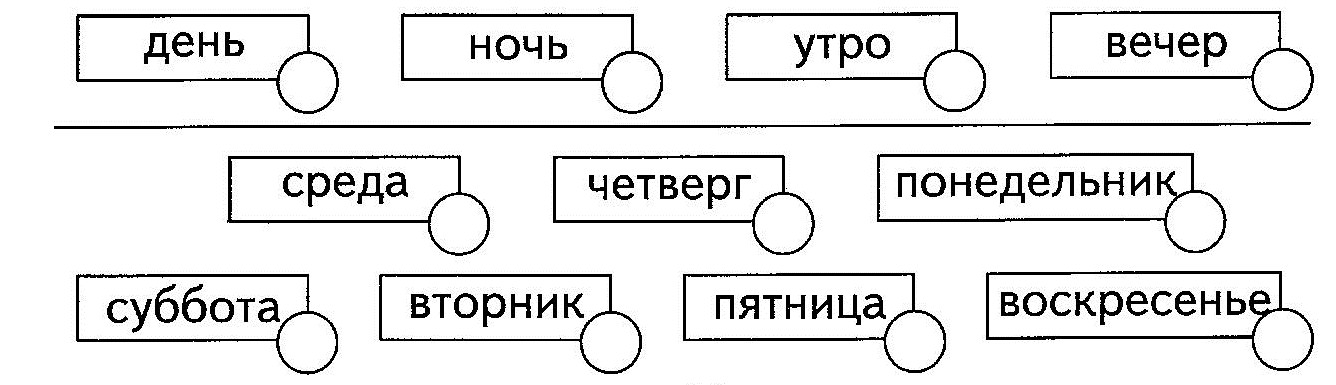 день ночь утро вечер
среда четверг понедельник
суббота вторник пятница воскресенье